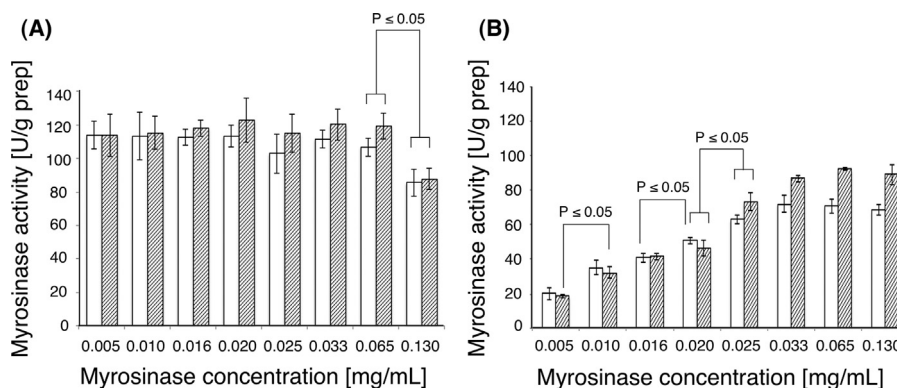 (A)
P ≤ 0.05
Myrosinase activity [U/g prep]
140
120
100
80
60
40
20
0
0.005 0.010 0.016 0.020 0.025 0.033 0.065 0.130
Myrosinase concentration [mg/mL]
(B)
Myrosinase activity [U/g prep]
140
120
100
80
60
40
20
0
P ≤ 0.05
P ≤ 0.05
P ≤ 0.05
0.005 0.010 0.016 0.020 0.025 0.033 0.065 0.130
Myrosinase concentration [mg/mL]